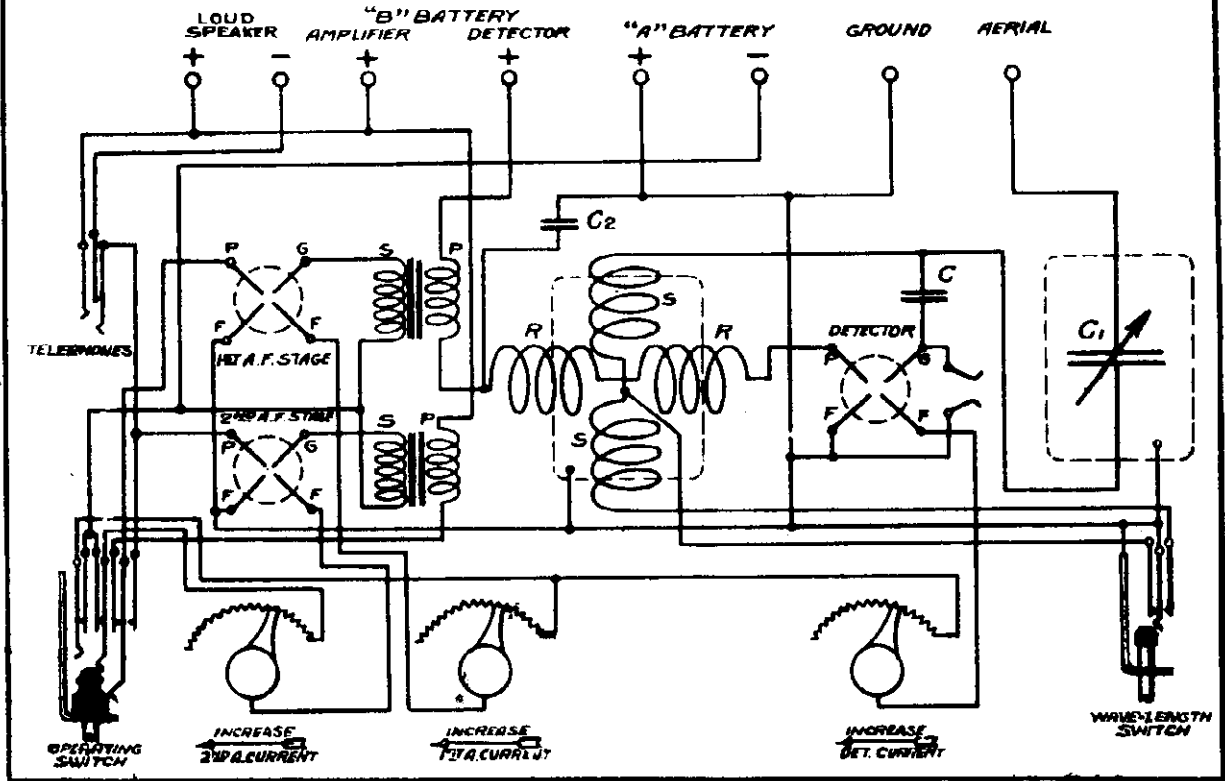 LOUD SPEAKER
"B" BATTERY
AMPLIFIER
DETECTOR
"A" BATTERY
GROUND
AERIAL
+
-
+
+
+
-
C2
P
G
S
P
F
F
1ST A.F. STAGE
TELEPHONES
R
S
R
S
C
DETECTOR
P
G
F
F
C1
2ND A.F. STAGE
P
G
S
P
F
F
OPERATING SWITCH
INCREASE
2ND A. CURRENT
INCREASE
1ST A. CURRENT
INCREASE
DET. CURRENT
WAVE-LENGTH SWITCH